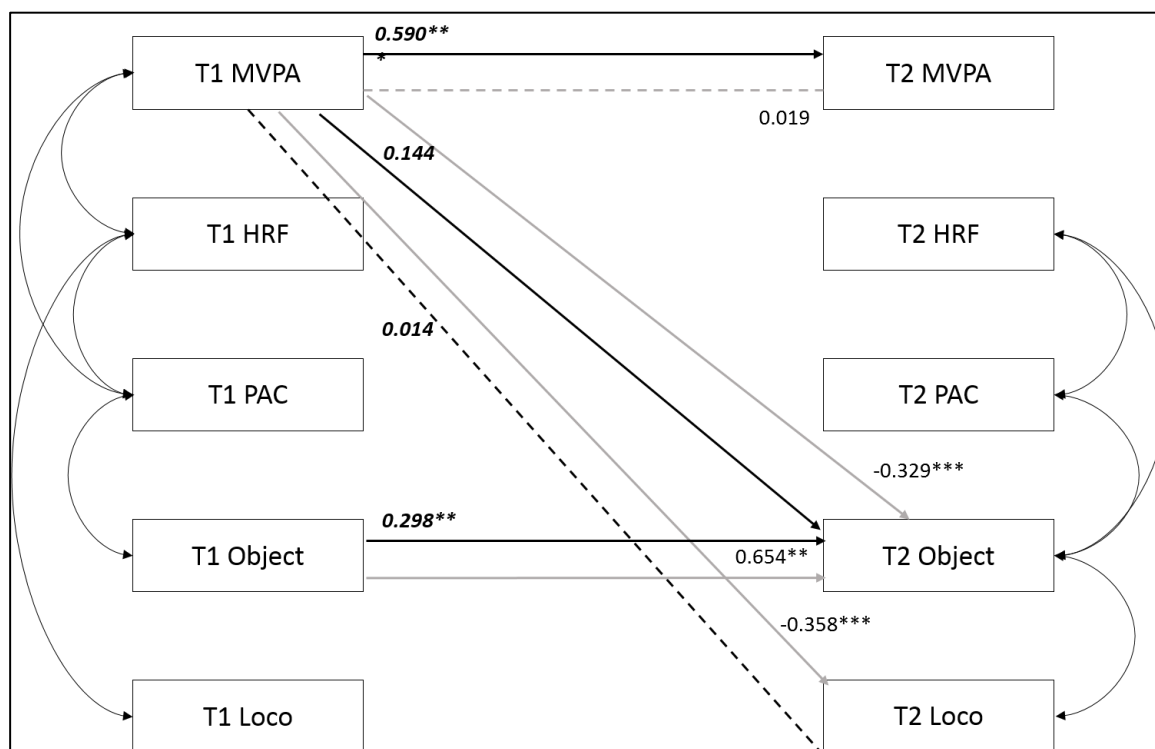 0.590**
*
T1 MVPA
T2 MVPA
0.019
0.144
T1 HRF
T2 HRF
0.014
T1 PAC
T2 PAC
-0.329***
0.298**
T1 Object
0.654**
T2 Object
-0.358***
T1 Loco
T2 Loco